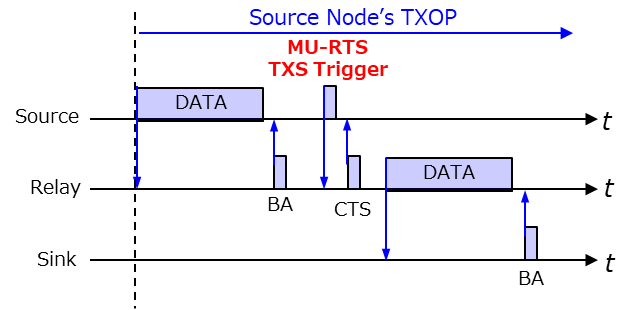 Source Node's TXOP
MU-RTS
TXS Trigger
DATA
Source
t
DATA
Relay
t
BA
CTS
Sink
t
BA